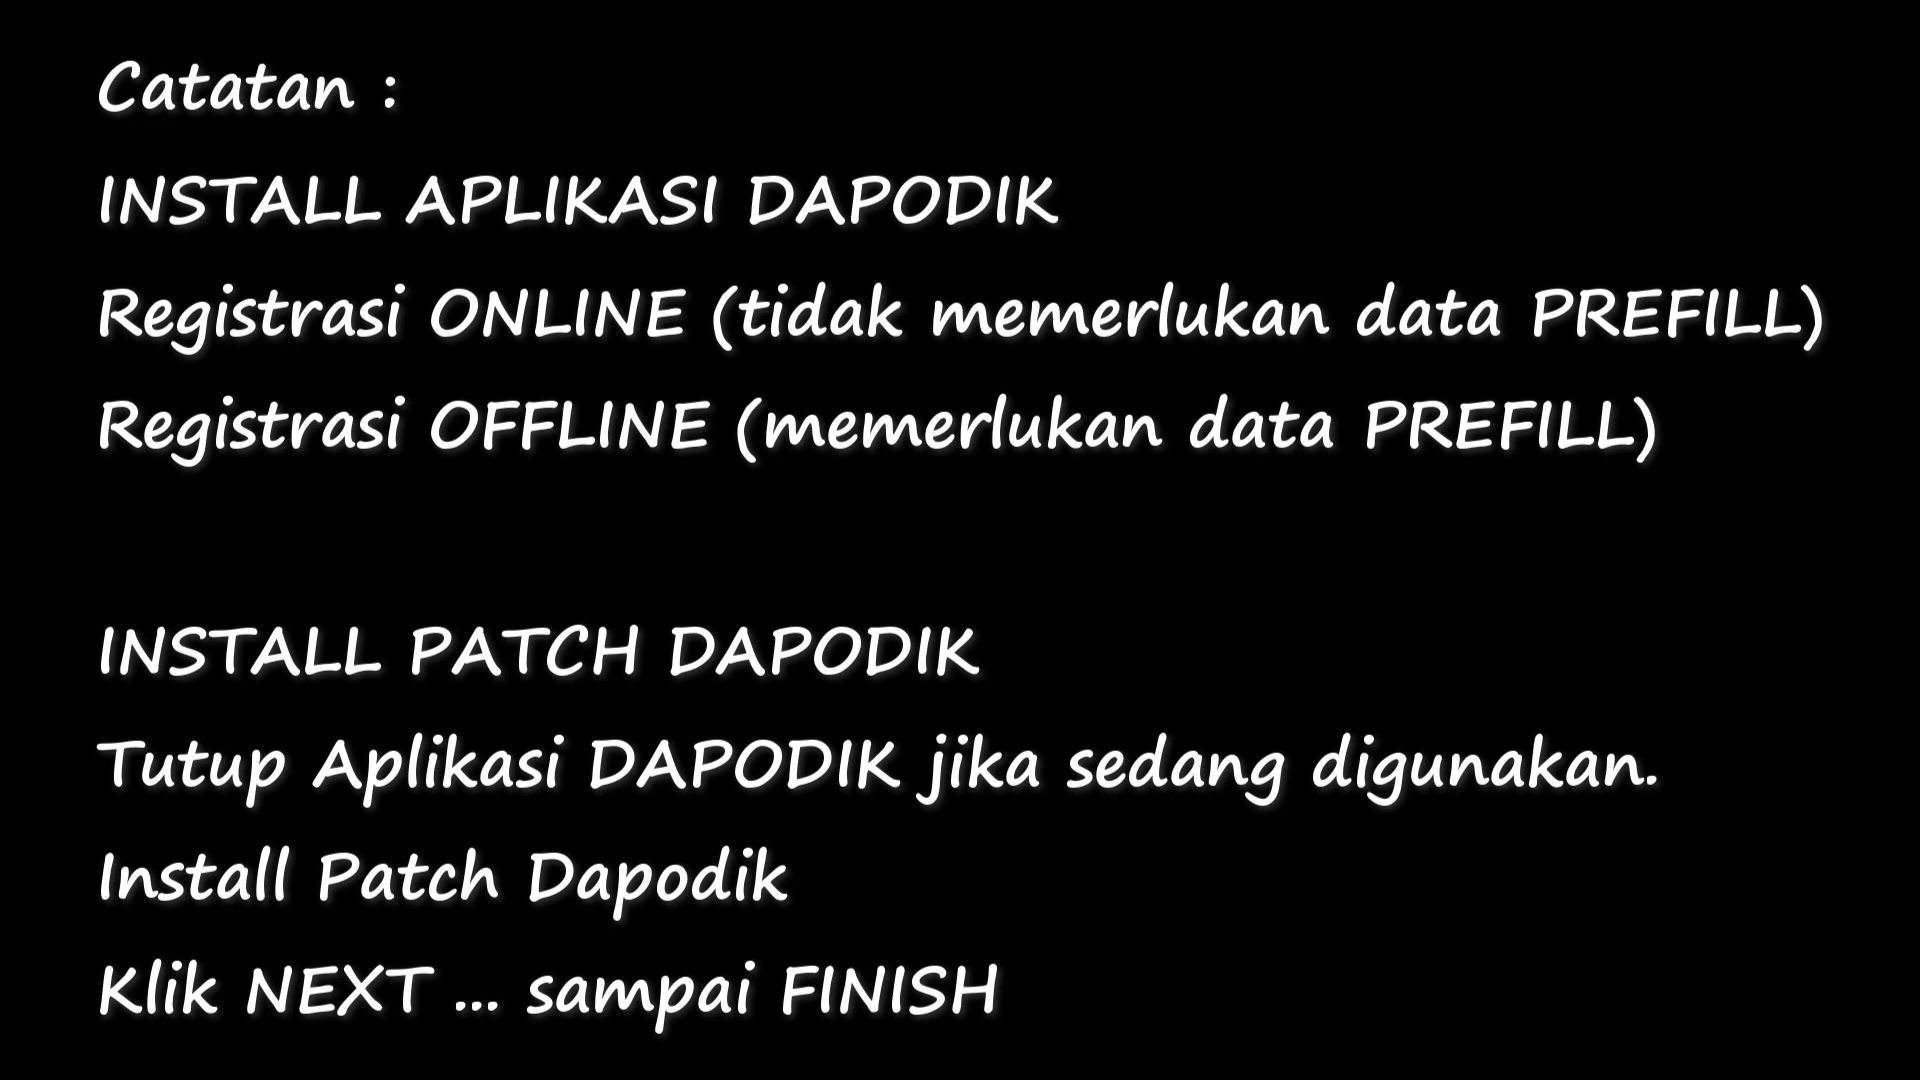 Catatan :
INSTALL APLIKASI DAPODIK
Registrasi ONLINE (tidak memerlukan data PREFILL)
Registrasi OFFLINE (memerlukan data PREFILL)
INSTALL PATCH DAPODIK
Tutup Aplikasi DAPODIK jika sedang digunakan.
Install Patch Dapodik
Klik NEXT ... sampai FINISH